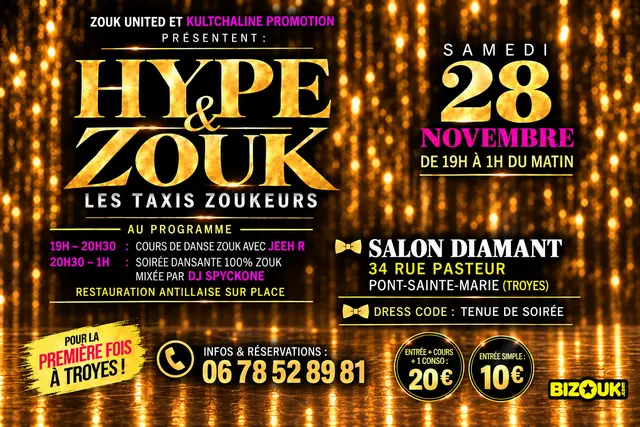 ZOUK UNITED ET KULTCHALINE PROMOTION
PRÉSENTENT :
HYPE
&
ZOUK
LES TAXIS ZOUKEURS
AU PROGRAMME
19H – 20H30 : COURS DE DANSE ZOUK AVEC JEEH R
20H30 – 1H : SOIRÉE DANSANTE 100% ZOUK
MIXÉE PAR DJ SPYCKONE
RESTAURATION ANTILLAISE SUR PLACE
SAMEDI
28
NOVEMBRE
DE 19H À 1H DU MATIN
SALON DIAMANT
34 RUE PASTEUR
PONT-SAINTE-MARIE (TROYES)
DRESS CODE : TENUE DE SOIRÉE
POUR LA
PREMIÈRE FOIS
À TROYES !
INFOS & RÉSERVATIONS :
06 78 52 89 81
ENTRÉE + COURS
+ 1 CONSO :
20€
ENTRÉE SIMPLE :
10€
BIZOUK.com